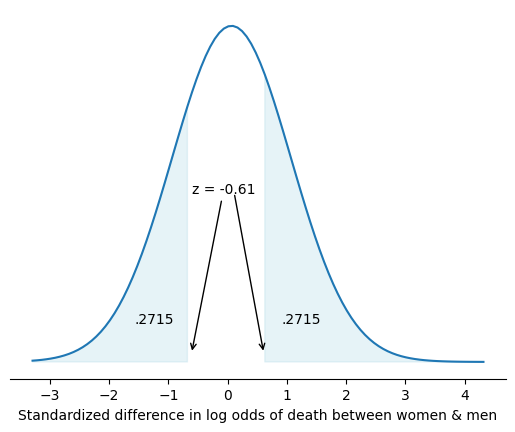 z = -0.61
.2715 .2715
−3 −2 −1 0 1 2 3 4
Standardized difference in log odds of death between women & men